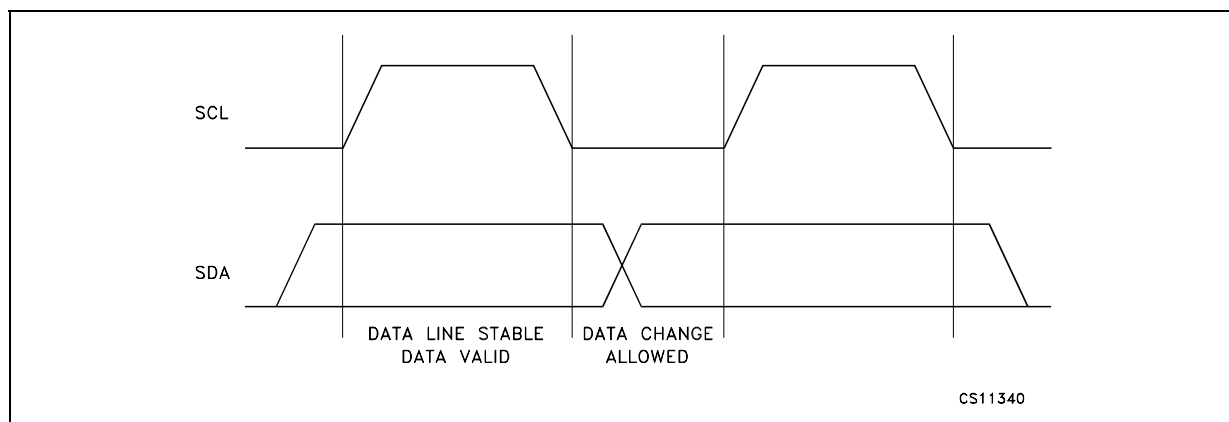 SCL
SDA
DATA LINE STABLE
DATA VALID
DATA CHANGE
ALLOWED
CS11340